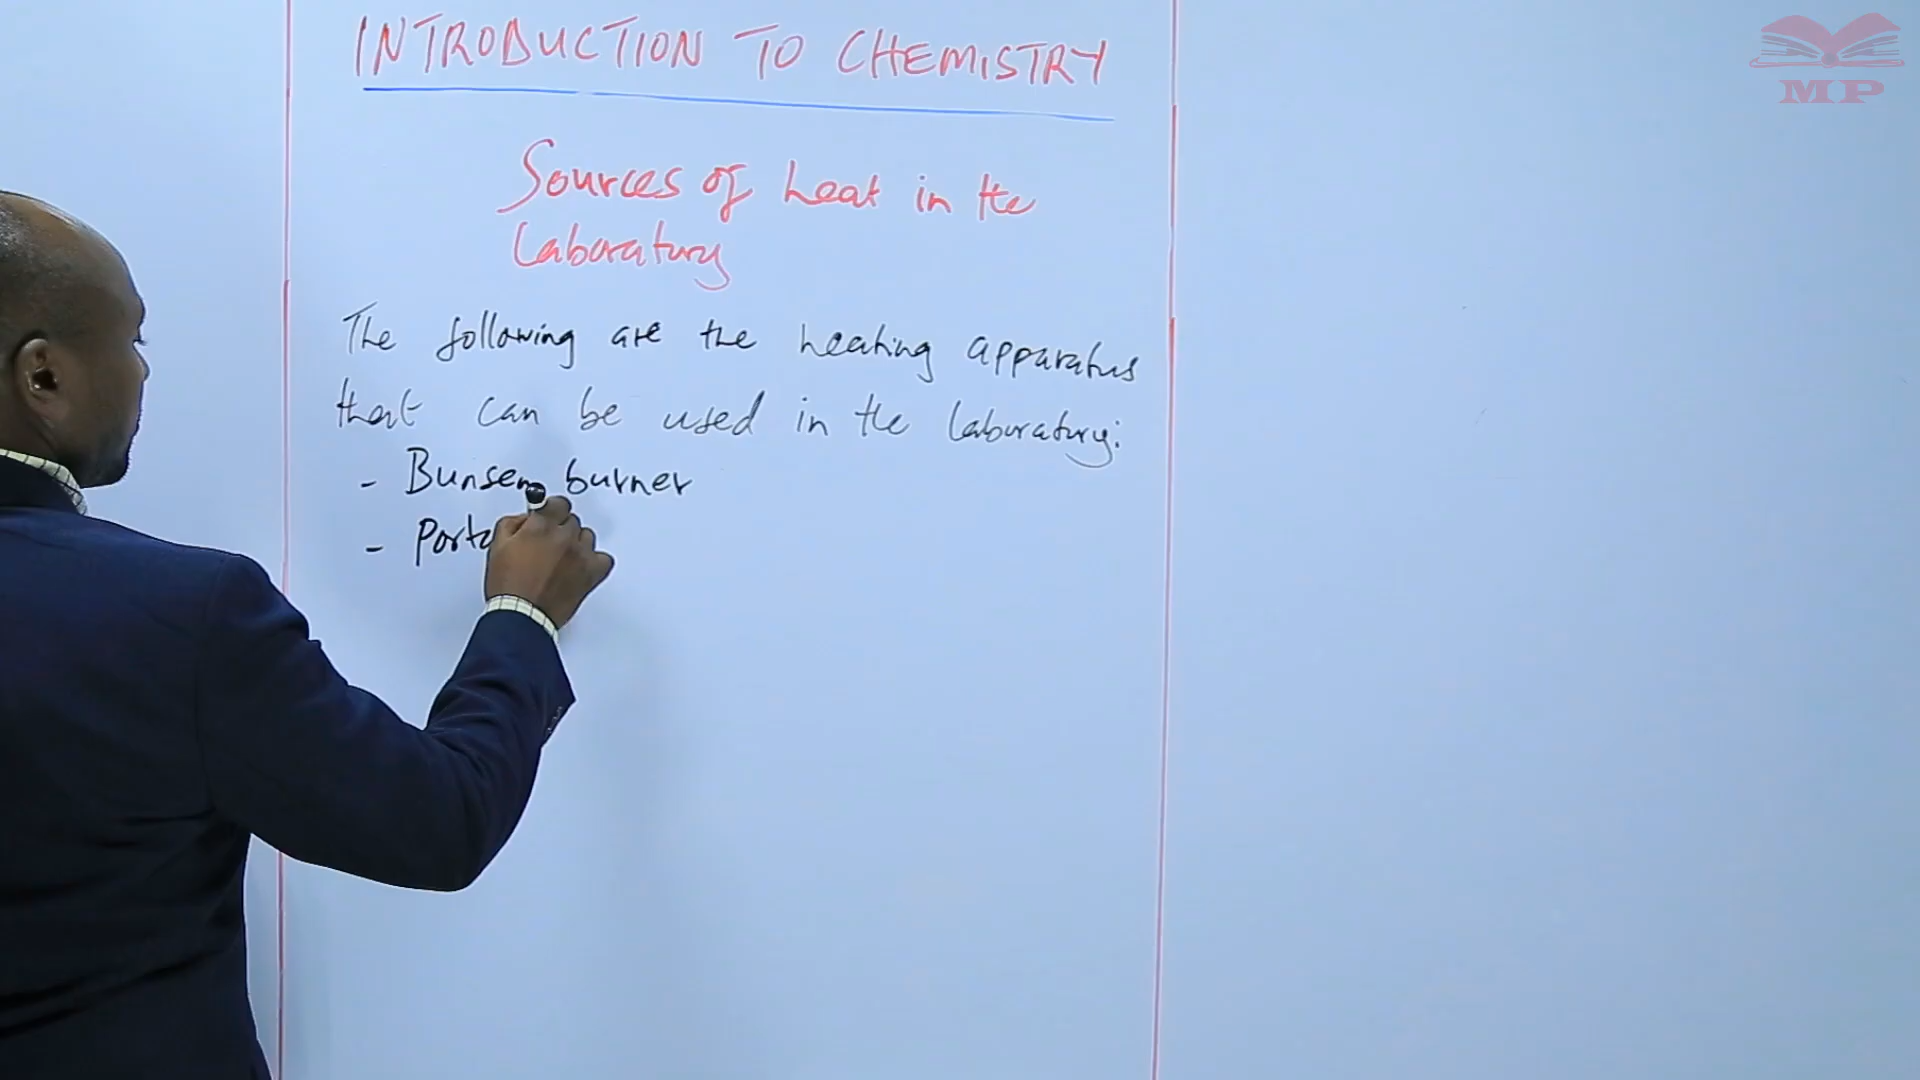 INTRODUCTION TO CHEMISTRY
Sources of heat in the
Laboratory
The following are the heating apparatus
that can be used in the laboratory:
- Bunsen burner
- Porta
MP